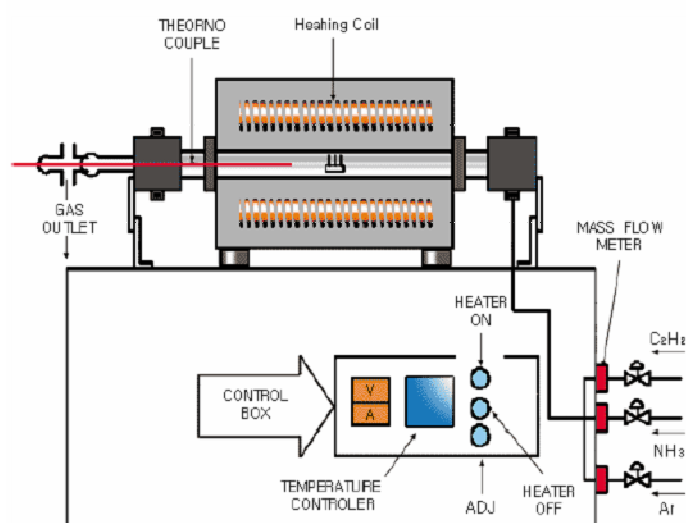 THEORNO
COUPLE
Heahing Coil
GAS
OUTLET
MASS FLOW
METER
HEATER
ON
C2H2
CONTROL
BOX
V
A
NH3
TEMPERATURE
CONTROLER
ADJ
HEATER
OFF
Ar